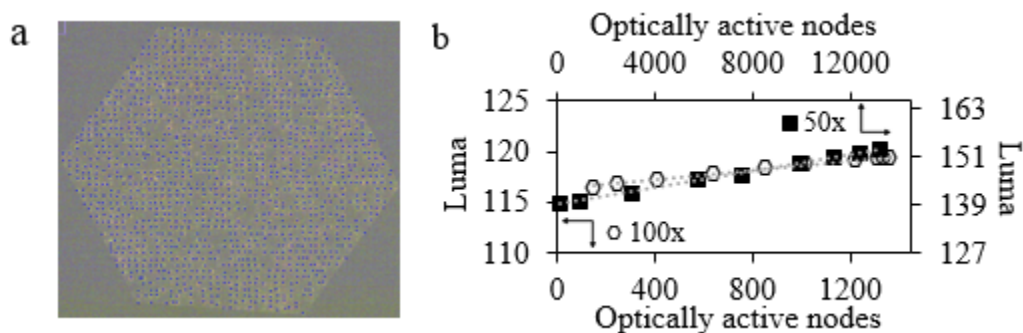 a
b
Optically active nodes
0 4000 8000 12000
125
120
115
110
Luma
163
151
139
127
Luma
50x
100x
0 400 800 1200
Optically active nodes